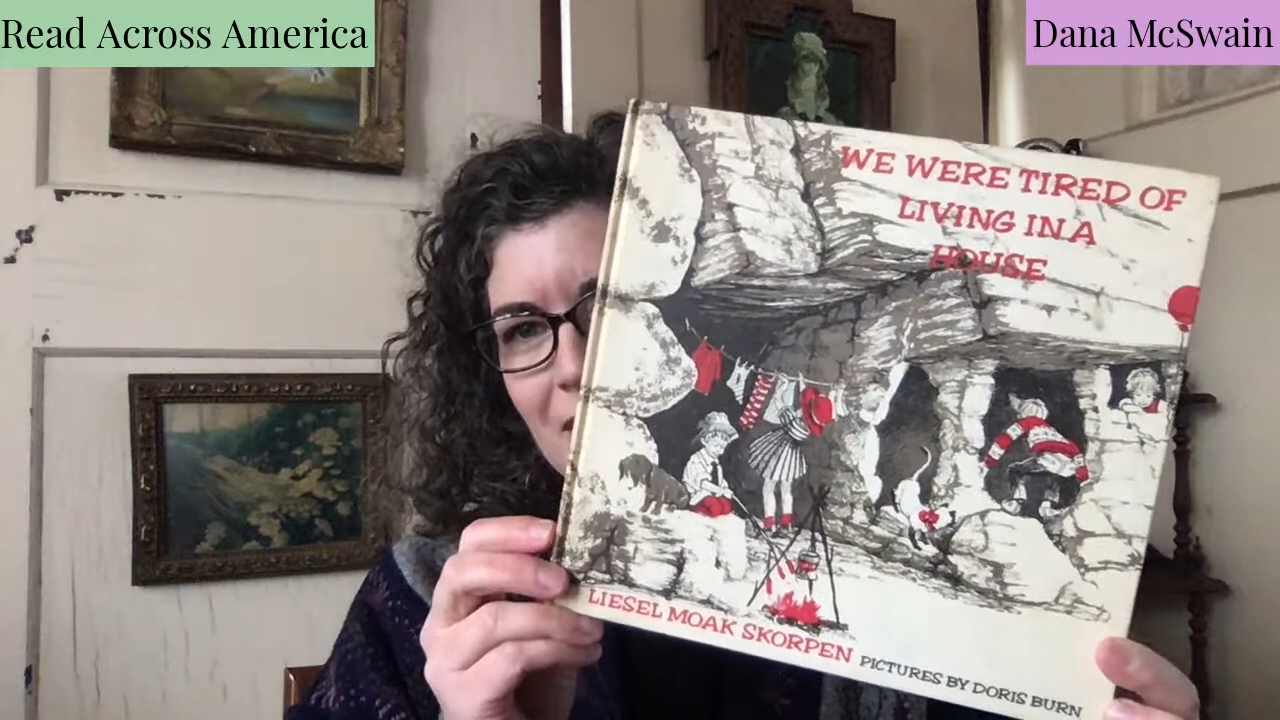 Read Across America
Dana McSwain
WE WERE TIRED OF
LIVING IN A
HOUSE
LIESEL MOAK SKORPEN PICTURES BY DORIS BURN